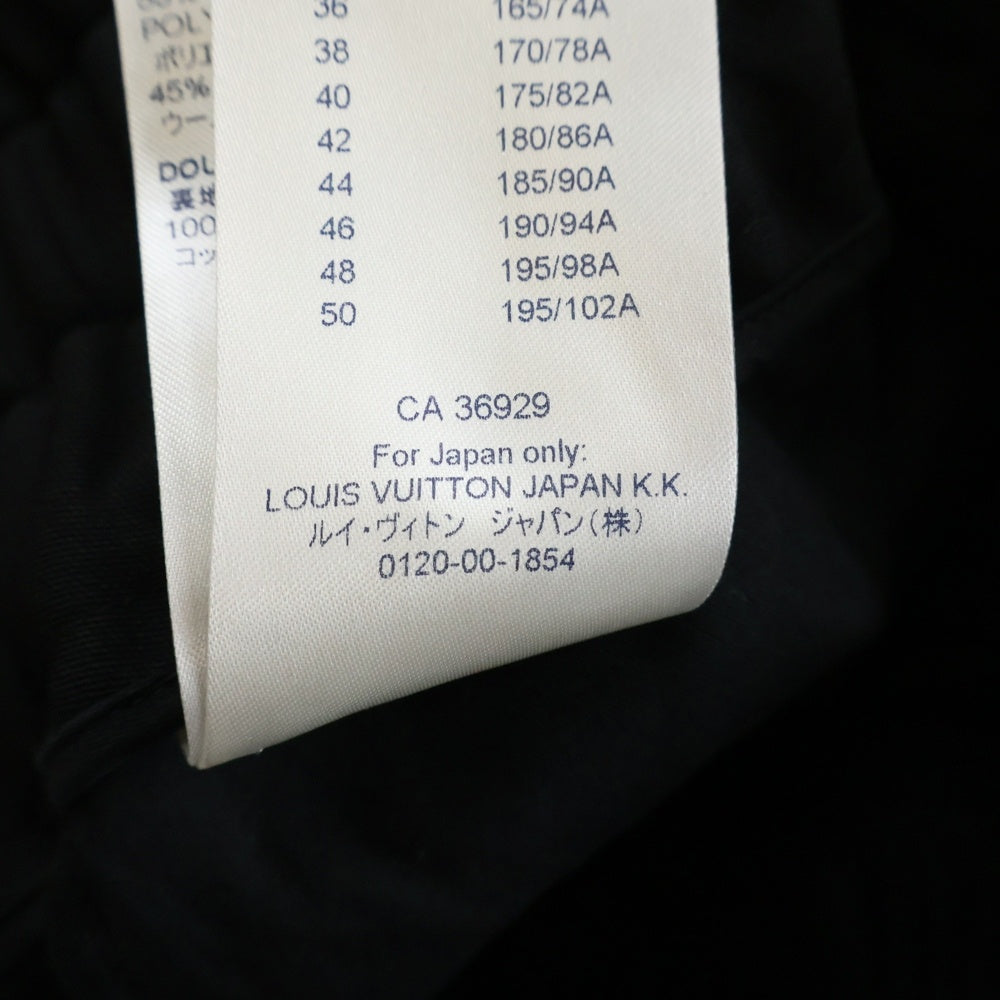 POLY
ポリエ
45%
ウー
DOU
裏地
100
コッ
36 165/74A
38 170/78A
40 175/82A
42 180/86A
44 185/90A
46 190/94A
48 195/98A
50 195/102A
CA 36929
For Japan only:
LOUIS VUITTON JAPAN K.K.
ルイ・ヴィトン ジャパン(株)
0120-00-1854